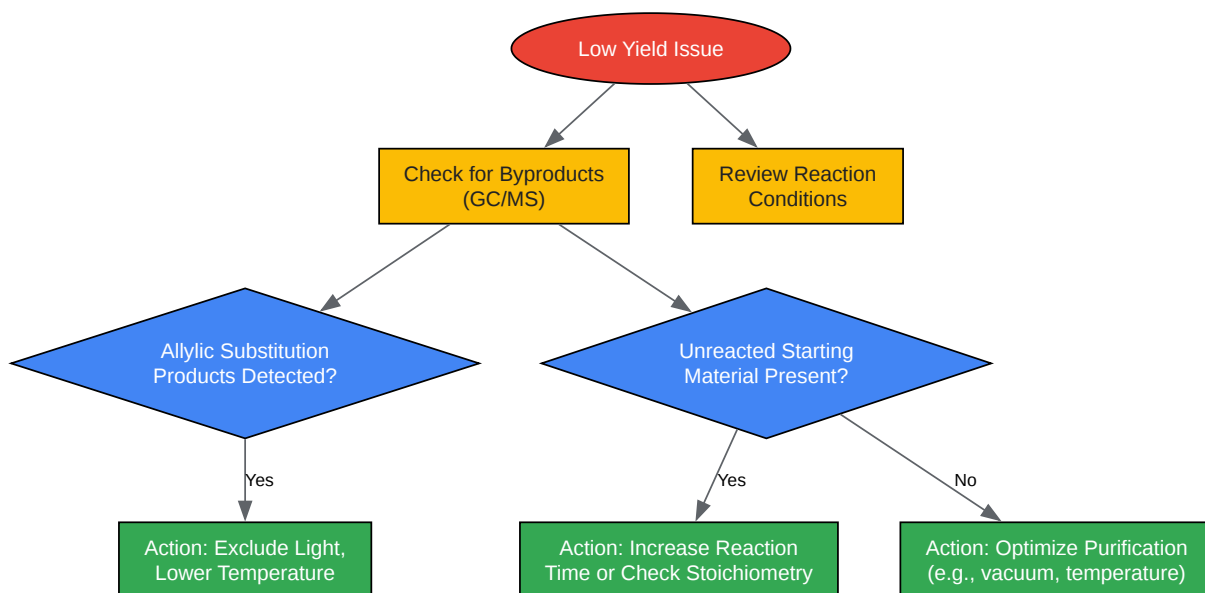 Low Yield Issue
Check for Byproducts
(GC/MS)
Review Reaction
Conditions
Allylic Substitution
Products Detected?
Unreacted Starting
Material Present?
Yes
Yes
No
Action: Exclude Light,
Lower Temperature
Action: Increase Reaction
Time or Check Stoichiometry
Action: Optimize Purification
(e.g., vacuum, temperature)